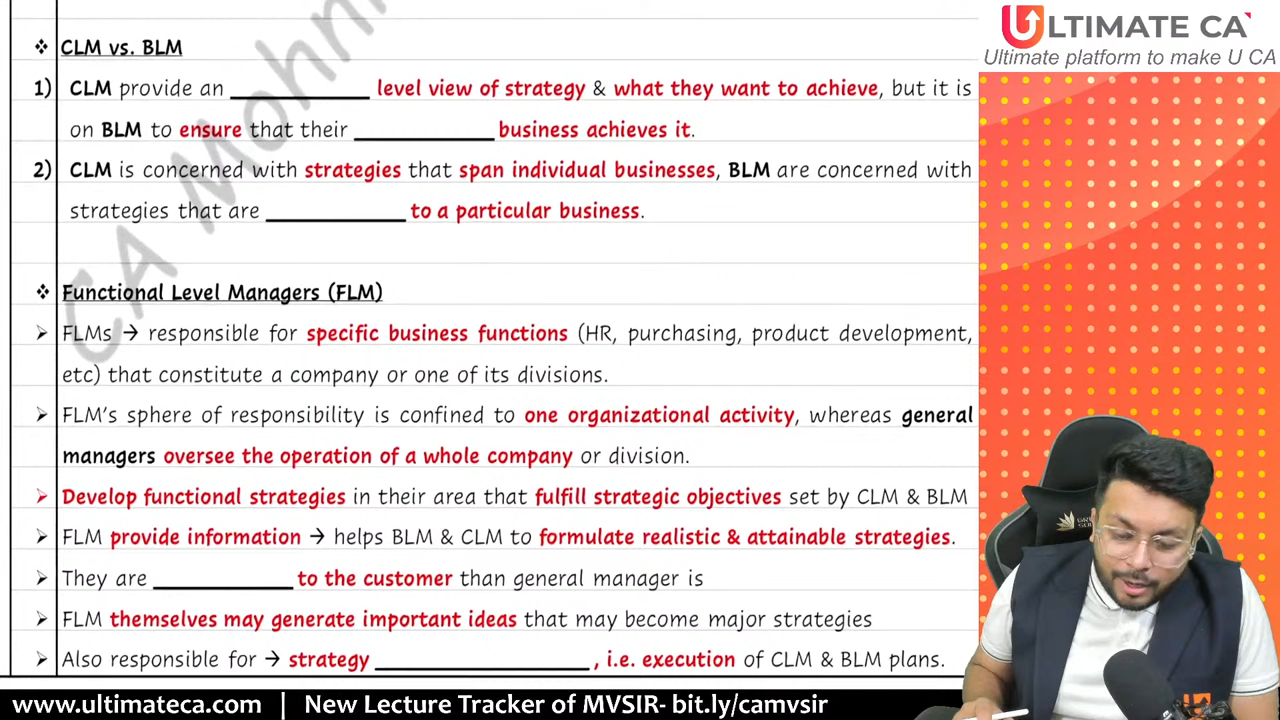 ULTIMATE CA
Ultimate platform to make U CA
❖ CLM vs. BLM
1) CLM provide an __________ level view of strategy & what they want to achieve, but it is
on BLM to ensure that their __________ business achieves it.
2) CLM is concerned with strategies that span individual businesses, BLM are concerned with
strategies that are __________ to a particular business.
❖ Functional Level Managers (FLM)
➢ FLMs → responsible for specific business functions (HR, purchasing, product development,
etc) that constitute a company or one of its divisions.
➢ FLM's sphere of responsibility is confined to one organizational activity, whereas general
managers oversee the operation of a whole company or division.
➢ Develop functional strategies in their area that fulfill strategic objectives set by CLM & BLM
➢ FLM provide information → helps BLM & CLM to formulate realistic & attainable strategies.
➢ They are __________ to the customer than general manager is
➢ FLM themselves may generate important ideas that may become major strategies
➢ Also responsible for → strategy _______________ , i.e. execution of CLM & BLM plans.
CA Mohn
www.ultimateca.com | New Lecture Tracker of MVSIR- bit.ly/camvsir